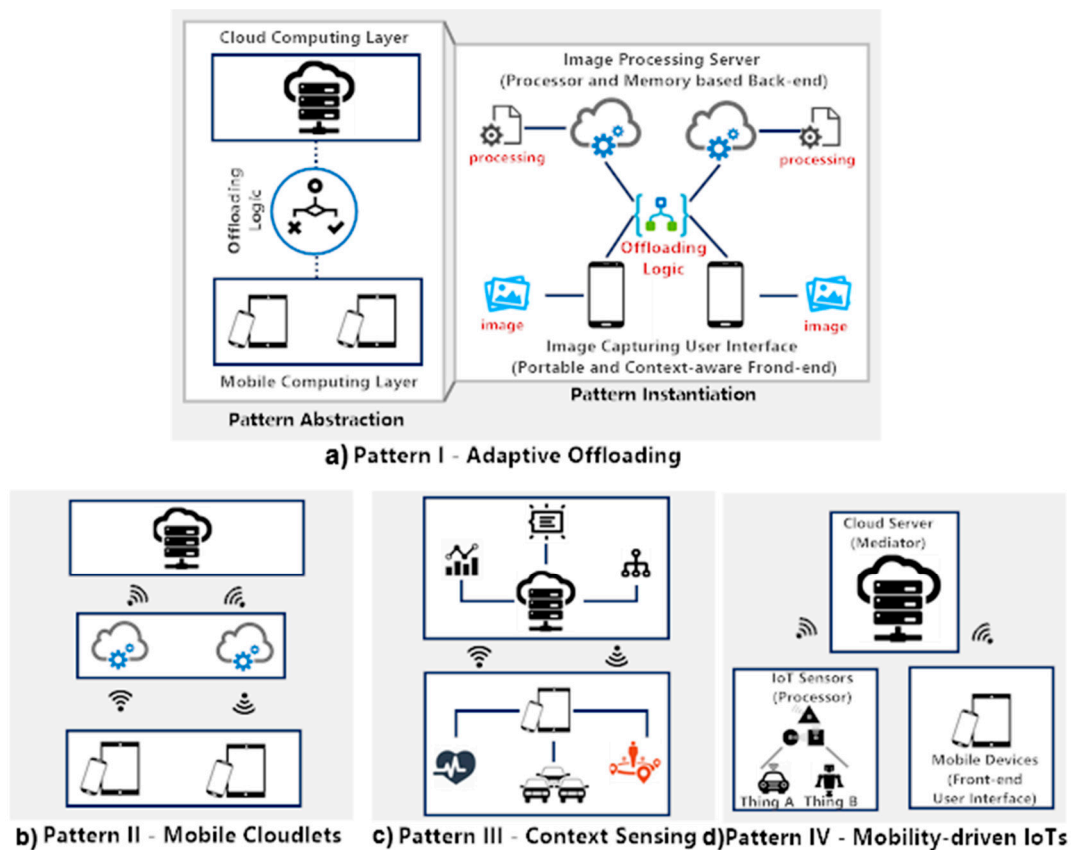 Cloud Computing Layer
Offloading
Logic
Mobile Computing Layer
Pattern Abstraction
Image Processing Server
(Processor and Memory based Back-end)
processing
processing
Offloading
Logic
image
image
Image Capturing User Interface
(Portable and Context-aware Frond-end)
Pattern Instantiation
a) Pattern I - Adaptive Offloading
b) Pattern II - Mobile Cloudlets
c) Pattern III - Context Sensing
Cloud Server
(Mediator)
IoT Sensors
(Processor)
Thing A
Thing B
Mobile Devices
(Front-end
User Interface)
d)Pattern IV - Mobility-driven IoTs